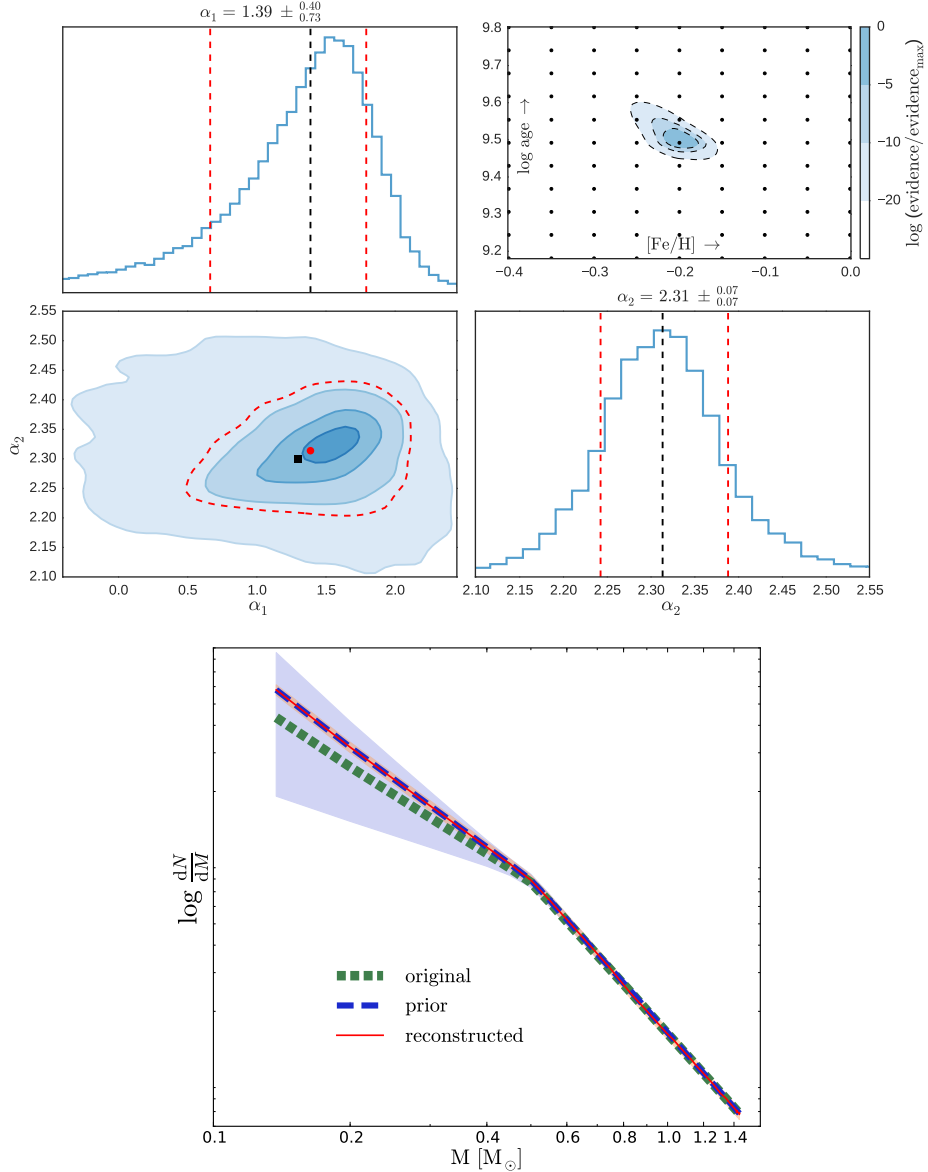 α₁ = 1.39 ± 0.40 0.73
9.8
9.7
9.6
9.5
9.4
9.3
9.2
log age →
[Fe/H] →
−0.4 −0.3 −0.2 −0.1 0.0
0
−5
−10
−20
log (evidence/evidence_max)
2.55
2.50
2.45
2.40
2.35
2.30
2.25
2.20
2.15
2.10
α₂
0.0 0.5 1.0 1.5 2.0
α₁
α₂ = 2.31 ± 0.07 0.07
2.10 2.15 2.20 2.25 2.30 2.35 2.40 2.45 2.50 2.55
α₂
log dN/dM
original
prior
reconstructed
0.1 0.2 0.4 0.6 0.8 1.0 1.2 1.4
M [M⊙]